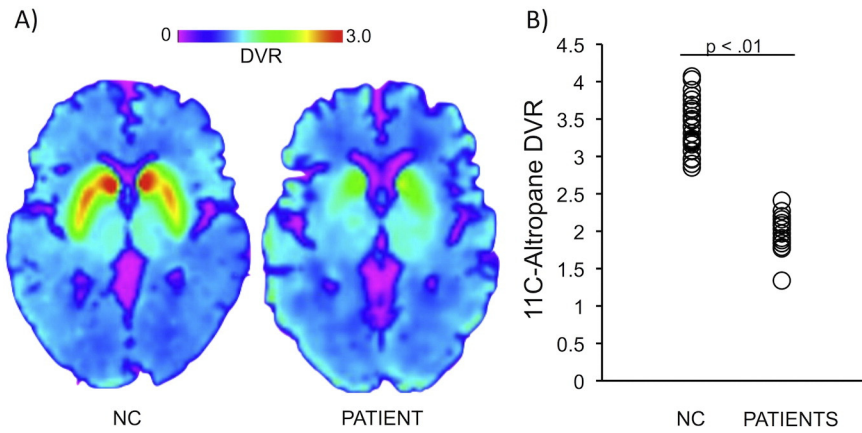 A)
0 3.0
DVR
NC PATIENT
B)
p < .01
11C-Altropane DVR
4.5
4
3.5
3
2.5
2
1.5
1
0.5
0
NC PATIENTS